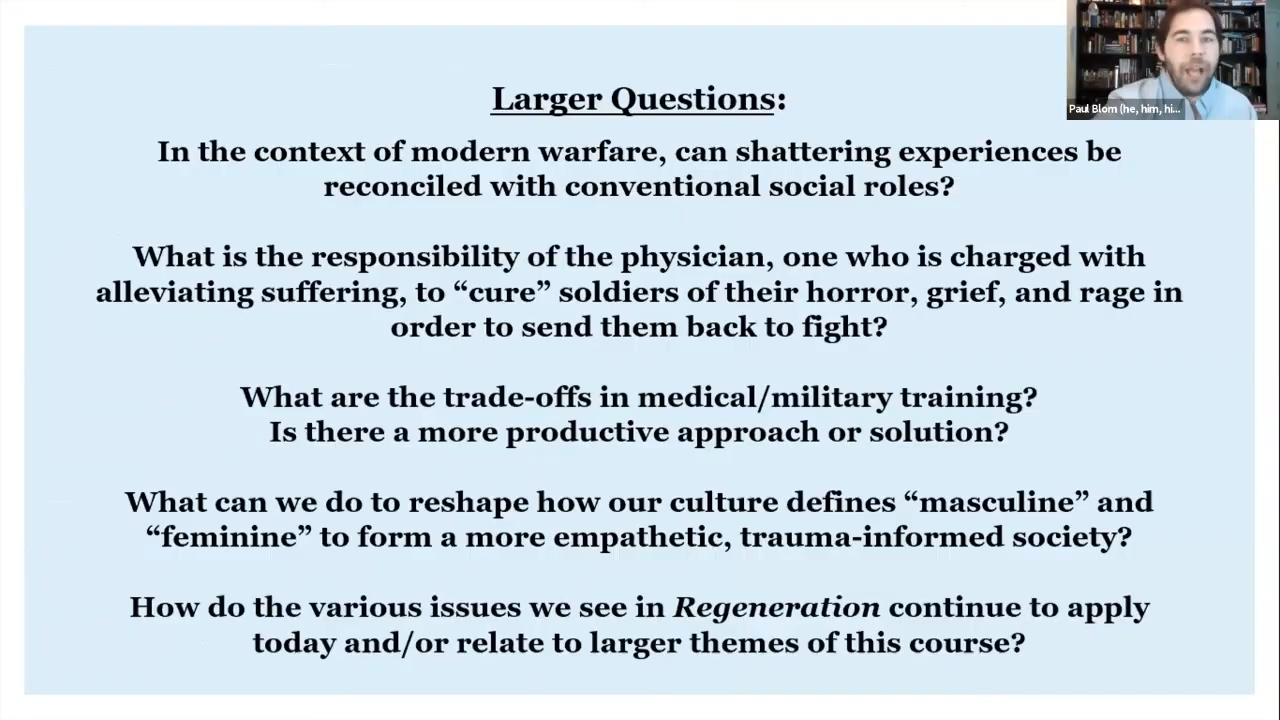 Paul Blom (he, him, hi...
Larger Questions:
In the context of modern warfare, can shattering experiences be
reconciled with conventional social roles?
What is the responsibility of the physician, one who is charged with
alleviating suffering, to “cure” soldiers of their horror, grief, and rage in
order to send them back to fight?
What are the trade-offs in medical/military training?
Is there a more productive approach or solution?
What can we do to reshape how our culture defines “masculine” and
“feminine” to form a more empathetic, trauma-informed society?
How do the various issues we see in Regeneration continue to apply
today and/or relate to larger themes of this course?